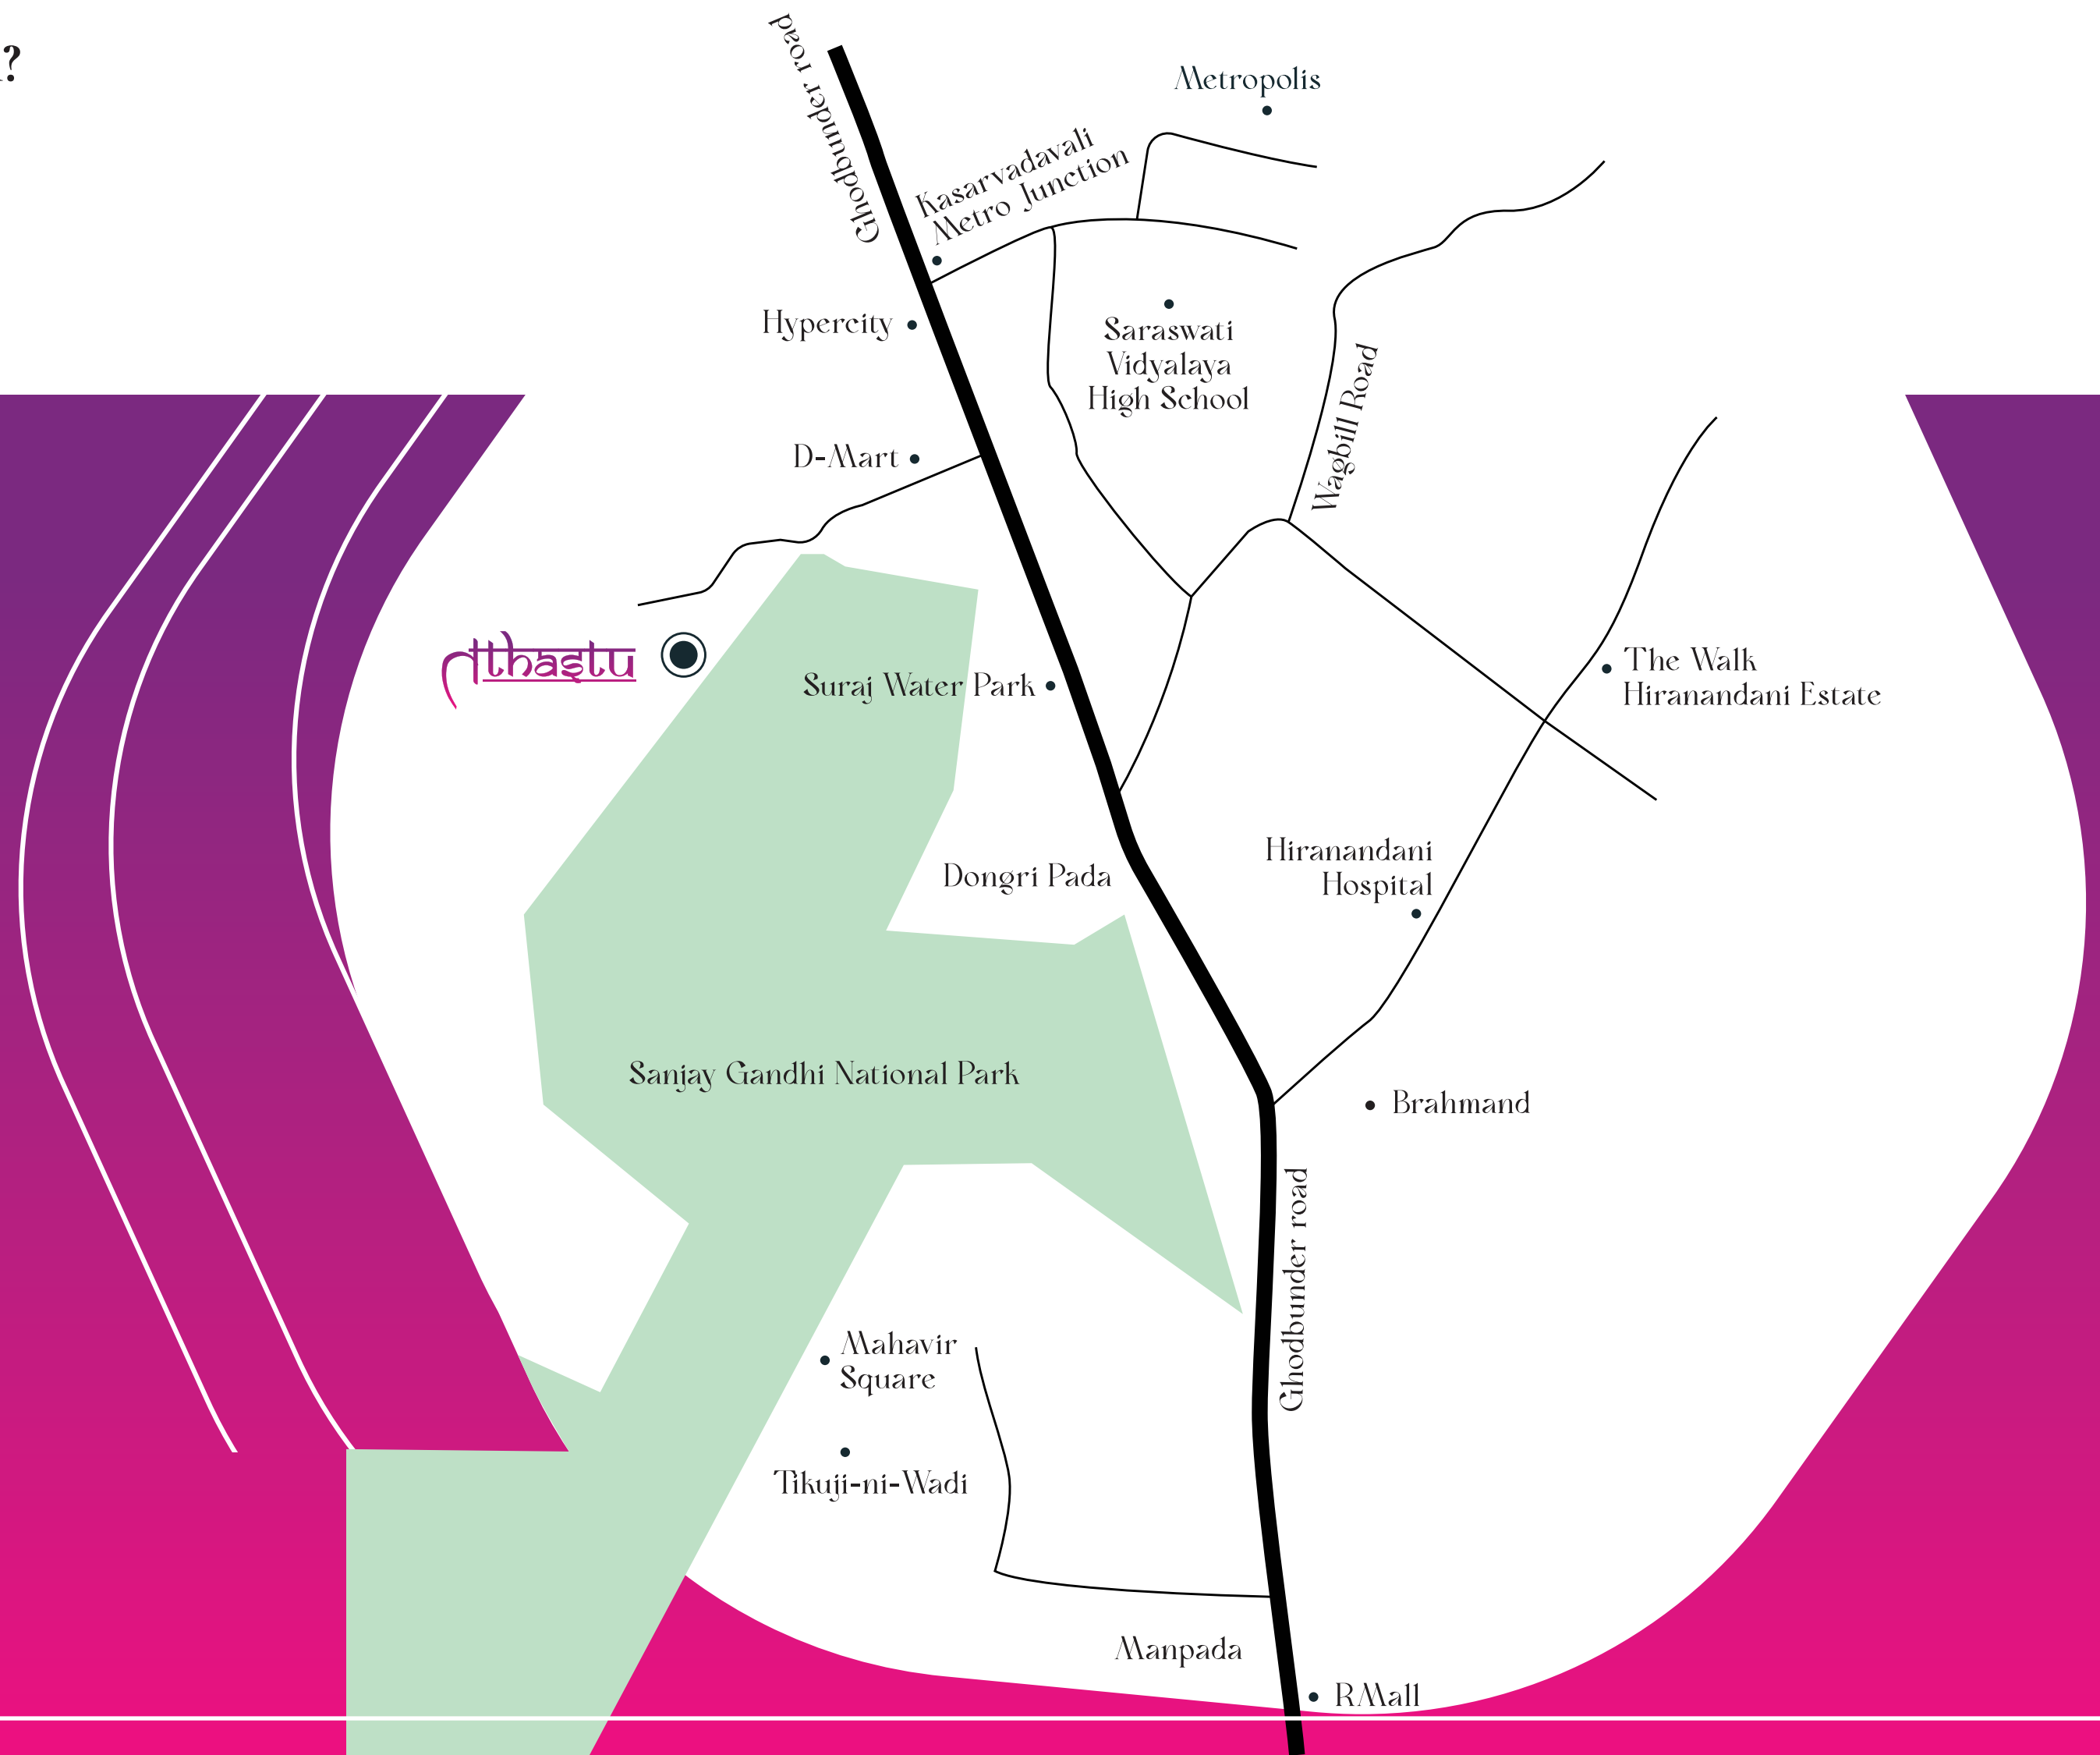 ?
Ghodbunder road
Metropolis
Kasarvadavali
Metro Junction
Hypercity
Saraswati
Vidyalaya
High School
Wagbill Road
D-Mart
tthastu
The Walk
Hiranandani Estate
Suraj Water Park
Hiranandani
Hospital
Dongri Pada
Sanjay Gandhi National Park
Brahmand
Ghodbunder road
Mahavir
Square
Tikuji-ni-Wadi
Manpada
RMall